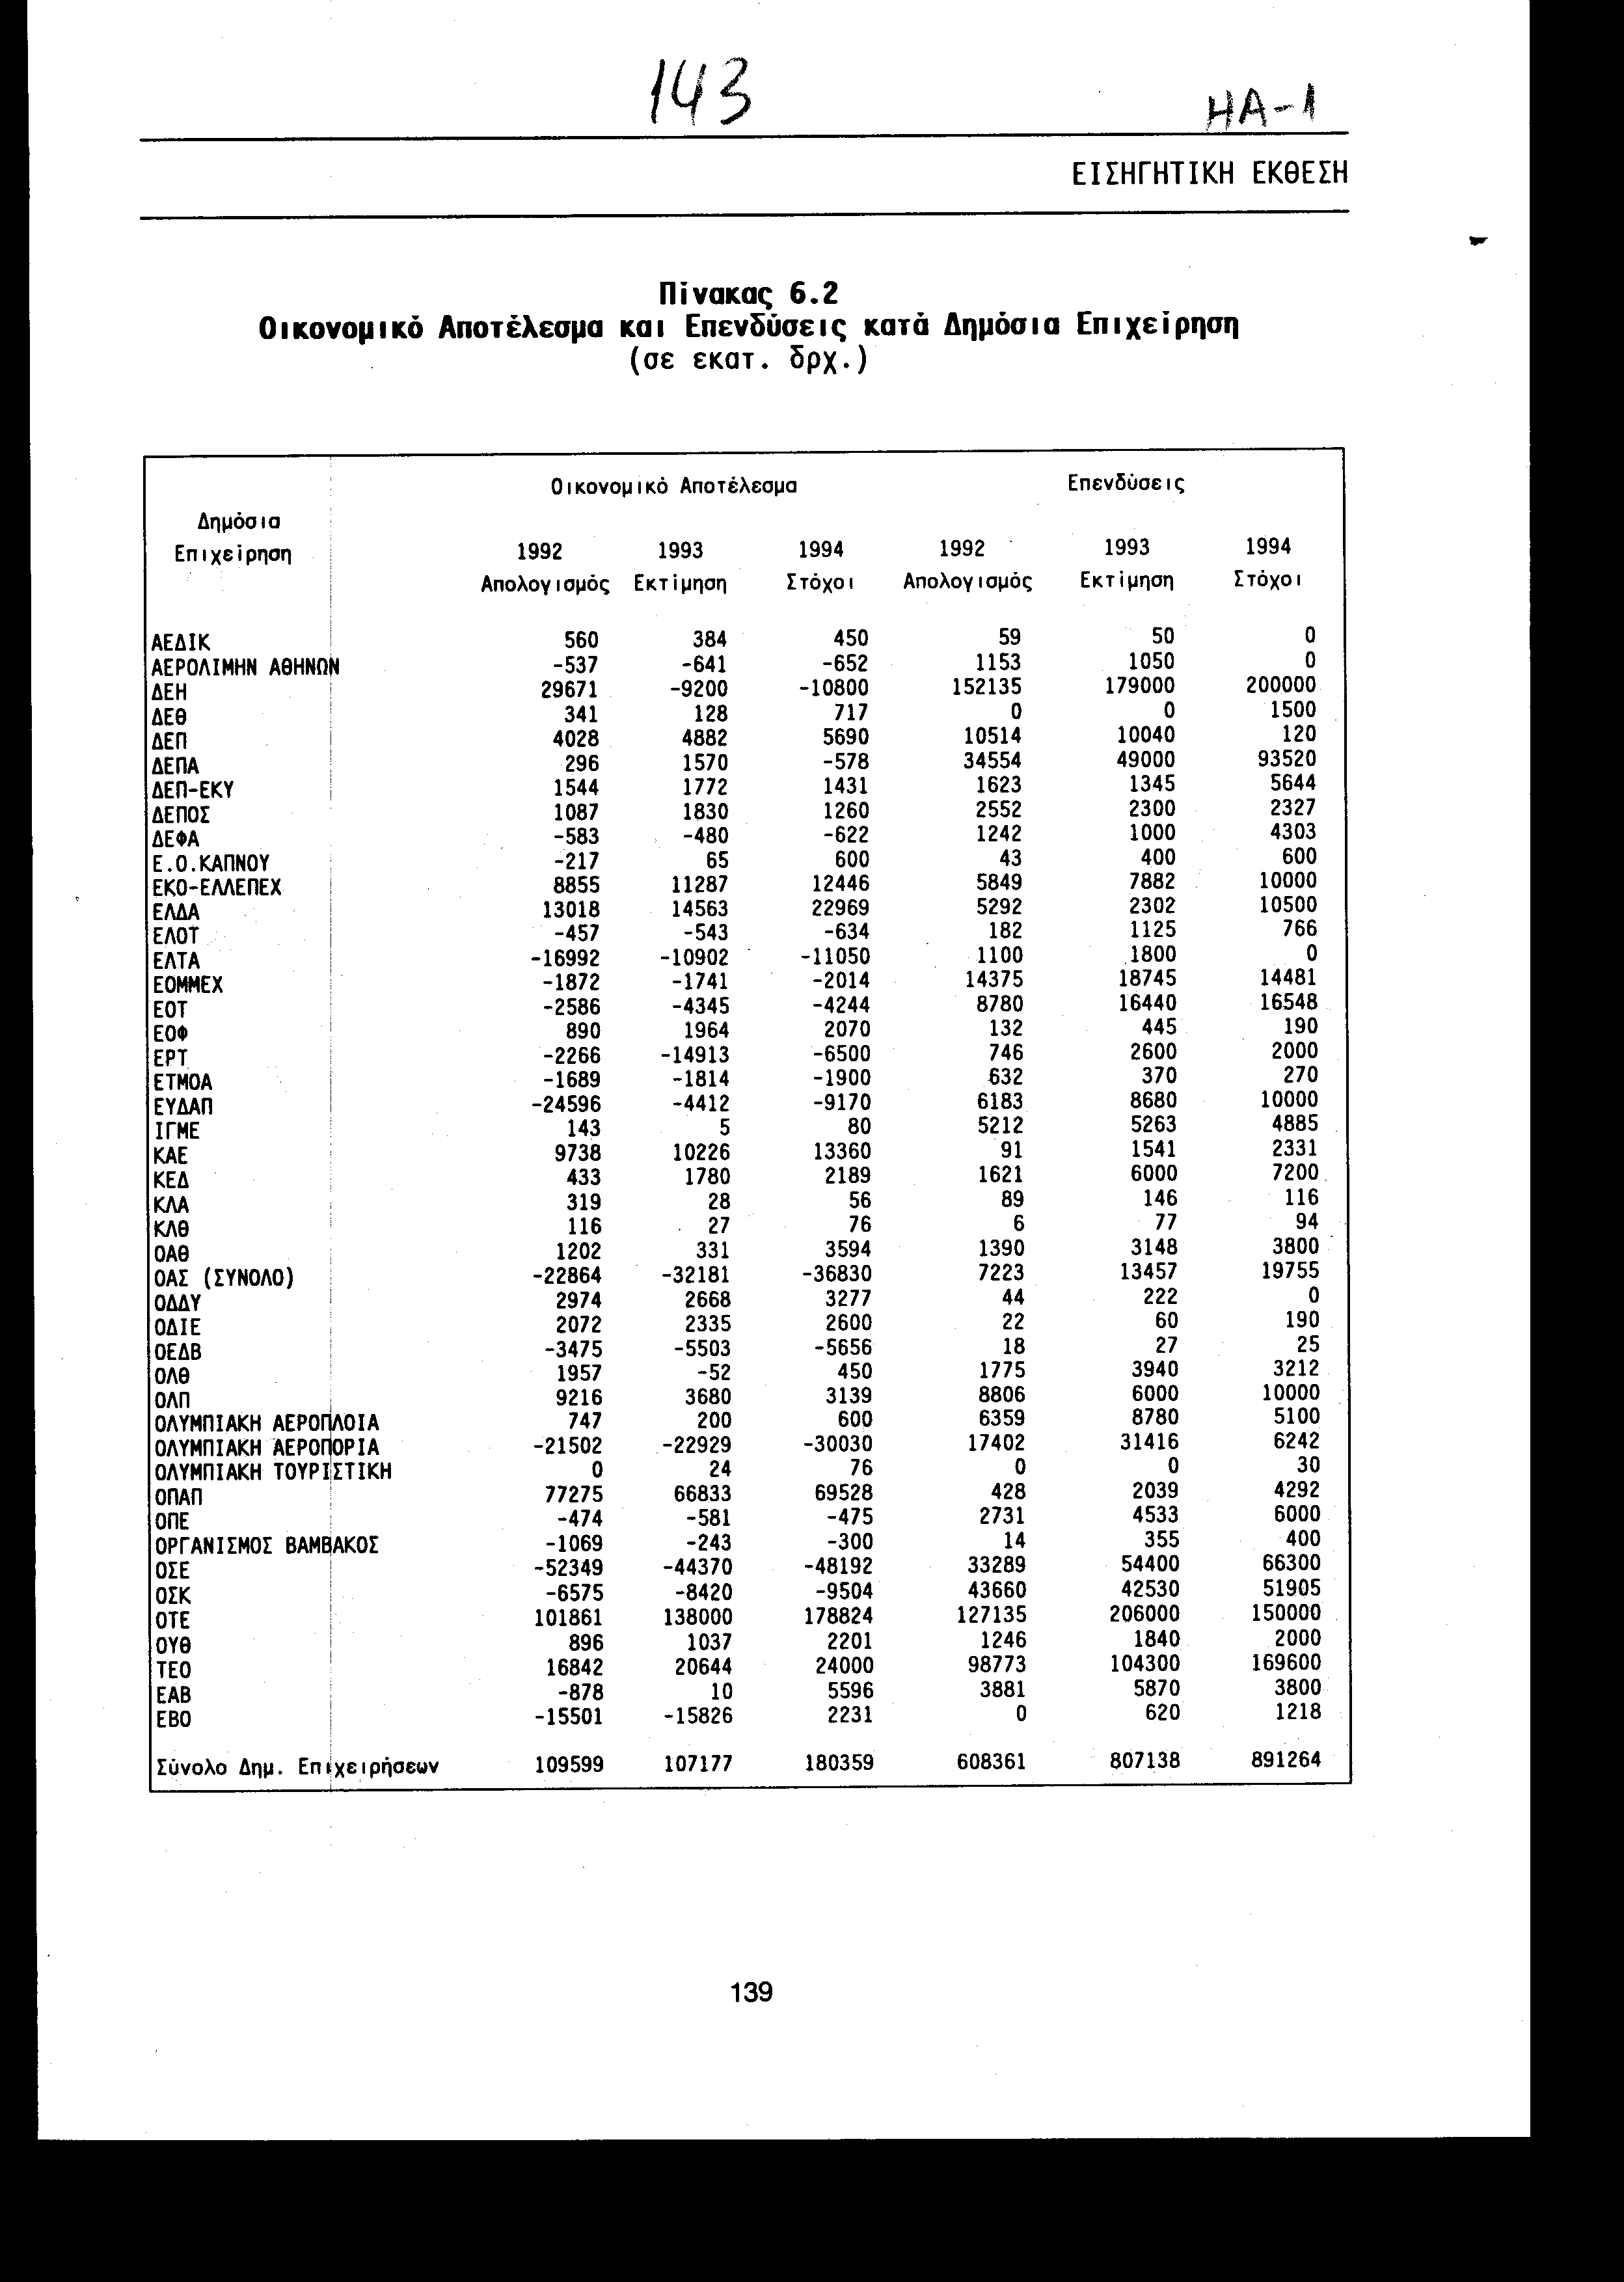 143
HA-1
ΕΙΣΗΓΗΤΙΚΗ ΕΚΘΕΣΗ
Πίνακας 6.2
Οικονομικό Αποτέλεσμα και Επενδύσεις κατά Δημόσια Επιχείρηση
(σε εκατ. δρχ.)
Οικονομικό Αποτέλεσμα Επενδύσεις
Δημόσια
Επιχείρηση 1992 1993 1994 1992 1993 1994
Απολογισμός Εκτίμηση Στόχοι Απολογισμός Εκτίμηση Στόχοι
ΑΕΔΙΚ 560 384 450 59 50 0
ΑΕΡΟΛΙΜΗΝ ΑΘΗΝΩΝ -537 -641 -652 1153 1050 0
ΔΕΗ 29671 -9200 -10800 152135 179000 200000
ΔΕΘ 341 128 717 0 0 1500
ΔΕΠ 4028 4882 5690 10514 10040 120
ΔΕΠΑ 296 1570 -578 34554 49000 93520
ΔΕΠ-ΕΚΥ 1544 1772 1431 1623 1345 5644
ΔΕΠΟΣ 1087 1830 1260 2552 2300 2327
ΔΕΦΑ -583 -480 -622 1242 1000 4303
Ε.Ο.ΚΑΠΝΟΥ -217 65 600 43 400 600
ΕΚΟ-ΕΛΛΕΠΕΧ 8855 11287 12446 5849 7882 10000
ΕΛΔΑ 13018 14563 22969 5292 2302 10500
ΕΛΟΤ -457 -543 -634 182 1125 766
ΕΛΤΑ -16992 -10902 -11050 1100 1800 0
ΕΟΜΜΕΧ -1872 -1741 -2014 14375 18745 14481
ΕΟΤ -2586 -4345 -4244 8780 16440 16548
ΕΟΦ 890 1964 2070 132 445 190
ΕΡΤ -2266 -14913 -6500 746 2600 2000
ΕΤΜΟΑ -1689 -1814 -1900 632 370 270
ΕΥΔΑΠ -24596 -4412 -9170 6183 8680 10000
ΙΓΜΕ 143 5 80 5212 5263 4885
ΚΑΕ 9738 10226 13360 91 1541 2331
ΚΕΔ 433 1780 2189 1621 6000 7200
ΚΛΑ 319 28 56 89 146 116
ΚΛΘ 116 27 76 6 77 94
ΟΑΘ 1202 331 3594 1390 3148 3800
ΟΑΣ (ΣΥΝΟΛΟ) -22864 -32181 -36830 7223 13457 19755
ΟΔΔΥ 2974 2668 3277 44 222 0
ΟΔΙΕ 2072 2335 2600 22 60 190
ΟΕΔΒ -3475 -5503 -5656 18 27 25
ΟΛΘ 1957 -52 450 1775 3940 3212
ΟΛΠ 9216 3680 3139 8806 6000 10000
ΟΛΥΜΠΙΑΚΗ ΑΕΡΟΠΛΟΙΑ 747 200 600 6359 8780 5100
ΟΛΥΜΠΙΑΚΗ ΑΕΡΟΠΟΡΙΑ -21502 -22929 -30030 17402 31416 6242
ΟΛΥΜΠΙΑΚΗ ΤΟΥΡΙΣΤΙΚΗ 0 24 76 0 0 30
ΟΠΑΠ 77275 66833 69528 428 2039 4292
ΟΠΕ -474 -581 -475 2731 4533 6000
ΟΡΓΑΝΙΣΜΟΣ ΒΑΜΒΑΚΟΣ -1069 -243 -300 14 355 400
ΟΣΕ -52349 -44370 -48192 33289 54400 66300
ΟΣΚ -6575 -8420 -9504 43660 42530 51905
ΟΤΕ 101861 138000 178824 127135 206000 150000
ΟΥΘ 896 1037 2201 1246 1840 2000
ΤΕΟ 16842 20644 24000 98773 104300 169600
ΕΑΒ -878 10 5596 3881 5870 3800
ΕΒΟ -15501 -15826 2231 0 620 1218
Σύνολο Δημ. Επιχειρήσεων 109599 107177 180359 608361 807138 891264
139